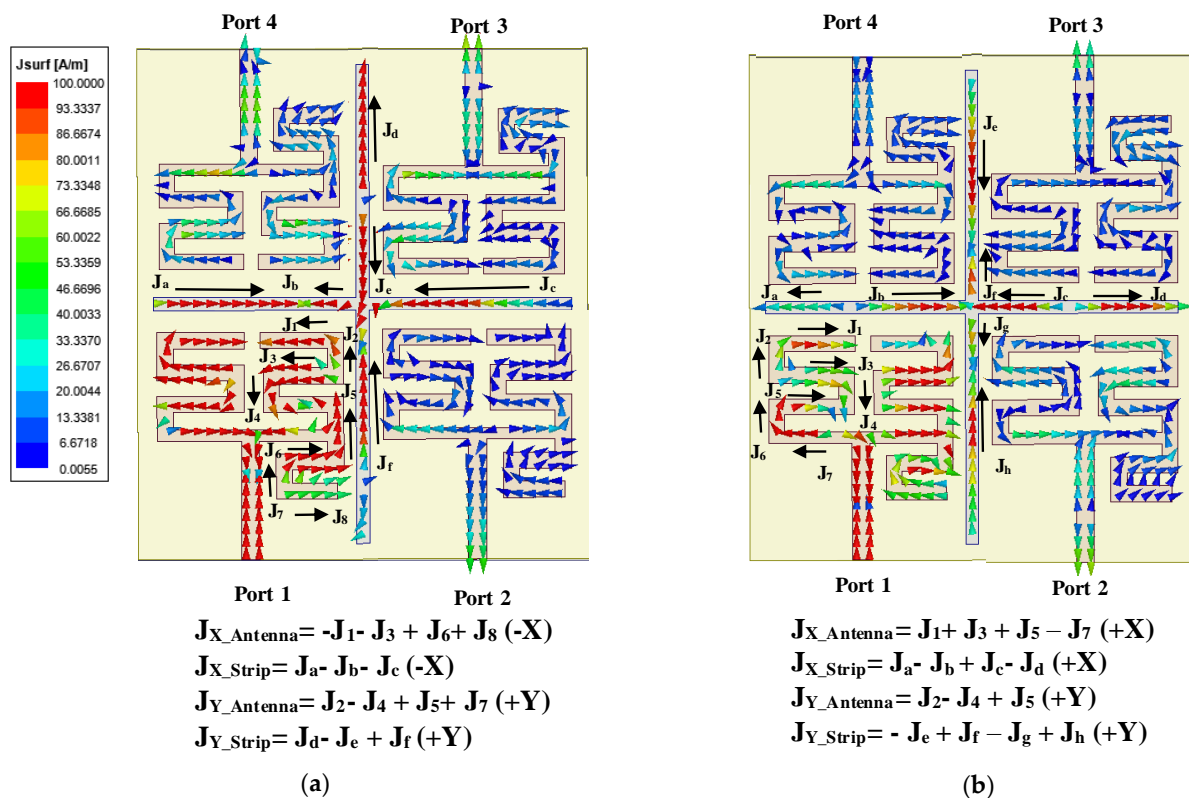 Port 4
Port 3
Port 4
Port 3
Jsurf [A/m]
100.0000
93.3337
86.6674
80.0011
73.3348
66.6685
60.0022
53.3359
46.6696
40.0033
33.3370
26.6707
20.0044
13.3381
6.6718
0.0055
Jd
Ja
Jb
Je
Jc
J1
J2
J3
J4
J5
J6
Jf
J7
J8
Je
Ja
Jb
Jf
Jc
Jd
J2
J1
Jg
J3
J5
J4
J6
J7
Jh
Port 1
Port 2
Port 1
Port 2
JX_Antenna= -J1- J3 + J6+ J8 (-X)
JX_Strip= Ja- Jb- Jc (-X)
JY_Antenna= J2- J4 + J5+ J7 (+Y)
JY_Strip= Jd- Je + Jf (+Y)
(a)
JX_Antenna= J1+ J3 + J5 – J7 (+X)
JX_Strip= Ja- Jb + Jc- Jd (+X)
JY_Antenna= J2- J4 + J5 (+Y)
JY_Strip= - Je + Jf – Jg + Jh (+Y)
(b)